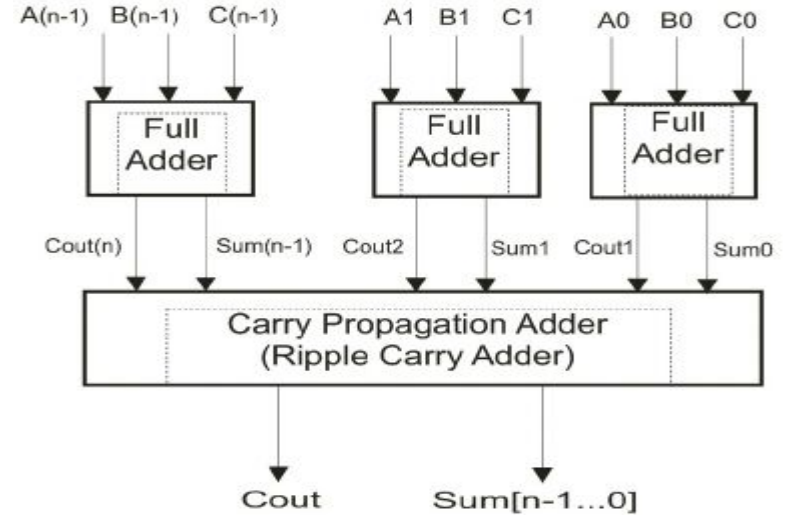 A(n-1) B(n-1) C(n-1) A1 B1 C1 A0 B0 C0
Full Adder
Full Adder
Full Adder
Cout(n) Sum(n-1) Cout2 Sum1 Cout1 Sum0
Carry Propagation Adder
(Ripple Carry Adder)
Cout Sum[n-1...0]